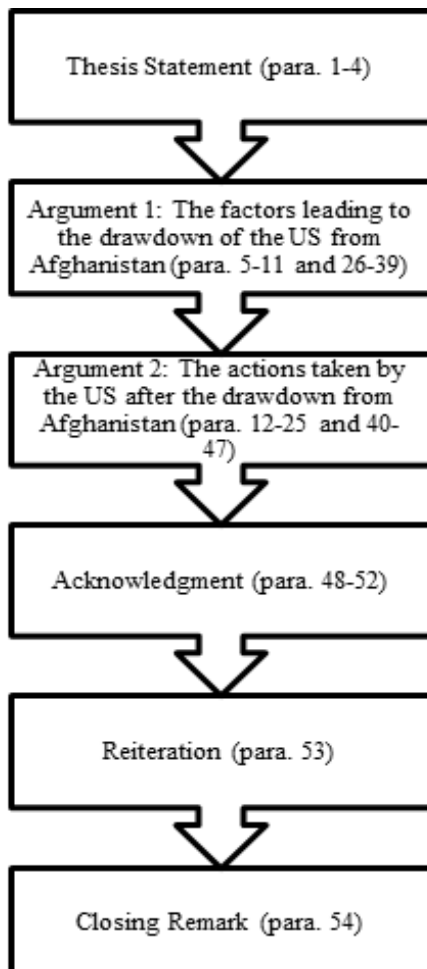 Thesis Statement (para. 1-4)
Argument 1: The factors leading to
the drawdown of the US from
Afghanistan (para. 5-11 and 26-39)
Argument 2: The actions taken by
the US after the drawdown from
Afghanistan (para. 12-25 and 40-
47)
Acknowledgment (para. 48-52)
Reiteration (para. 53)
Closing Remark (para. 54)